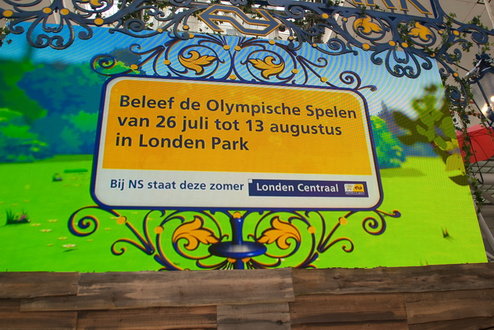 Beleef de Olympische Spelen
van 26 juli tot 13 augustus
in Londen Park
Bij NS staat deze zomer Londen Centraal